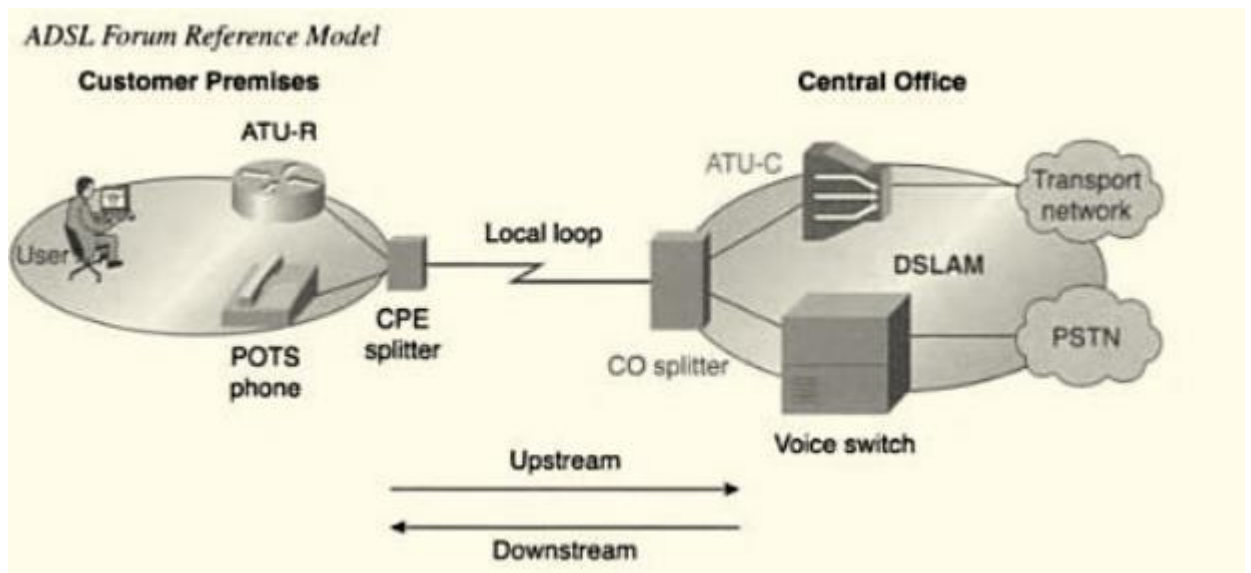 ADSL Forum Reference Model
Customer Premises
Central Office
ATU-R
ATU-C
Transport
network
User
Local loop
DSLAM
CPE
splitter
PSTN
POTS
phone
CO splitter
Voice switch
Upstream
Downstream